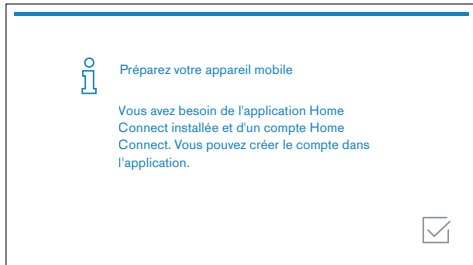 Préparez votre appareil mobile
Vous avez besoin de l'application Home
Connect installée et d'un compte Home
Connect. Vous pouvez créer le compte dans
l'application.